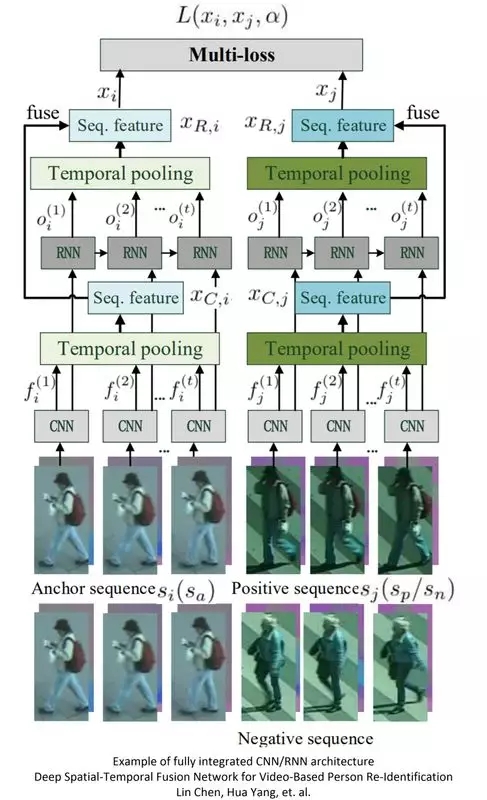 L(x_i, x_j, α)
Multi-loss
x_i x_j
fuse Seq. feature x_{R,i} x_{R,j} Seq. feature fuse
Temporal pooling Temporal pooling
o_i^{(1)} o_i^{(2)} ... o_i^{(t)} o_j^{(1)} o_j^{(2)} ... o_j^{(t)}
RNN RNN RNN RNN RNN RNN
Seq. feature x_{C,i} x_{C,j} Seq. feature
Temporal pooling Temporal pooling
f_i^{(1)} f_i^{(2)} ... f_i^{(t)} f_j^{(1)} f_j^{(2)} ... f_j^{(t)}
CNN CNN CNN CNN CNN CNN
... ...
Anchor sequence s_i(s_a) Positive sequence s_j(s_p/s_n)
Negative sequence
Example of fully integrated CNN/RNN architecture
Deep Spatial-Temporal Fusion Network for Video-Based Person Re-Identification
Lin Chen, Hua Yang, et. al.